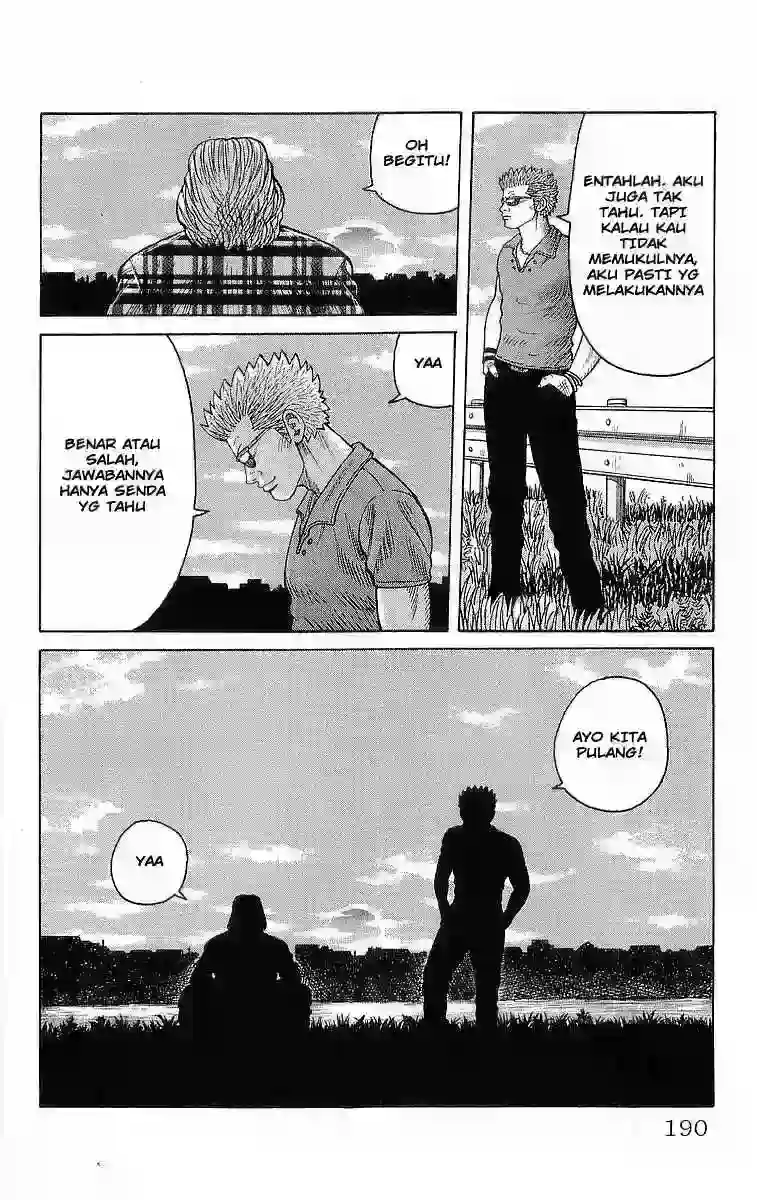 ENTAHLAH. AKU
JUGA TAK
TAHU. TAPI
KALAU KAU
TIDAK
MEMUKULNYA,
AKU PASTI YG
MELAKUKANNYA
OH
BEGITU!
YAA
BENAR ATAU
SALAH,
JAWABANNYA
HANYA SENDA
YG TAHU
AYO KITA
PULANG!
YAA
190